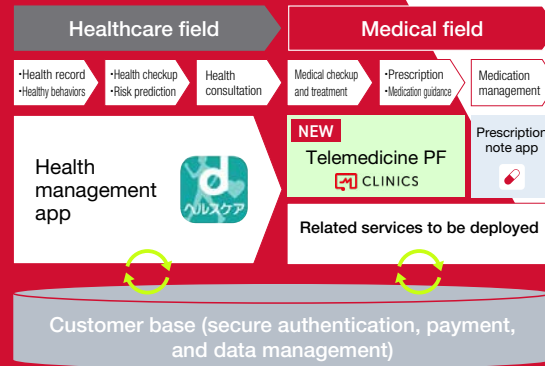 Healthcare field
Medical field
•Health record
•Healthy behaviors
•Health checkup
•Risk prediction
Health
consultation
Medical checkup
and treatment
•Prescription
•Medication guidance
Medication
management
Health
management
app
d
ヘルスケア
NEW
Telemedicine PF
CLINICS
Prescription
note app
Related services to be deployed
Customer base (secure authentication, payment,
and data management)